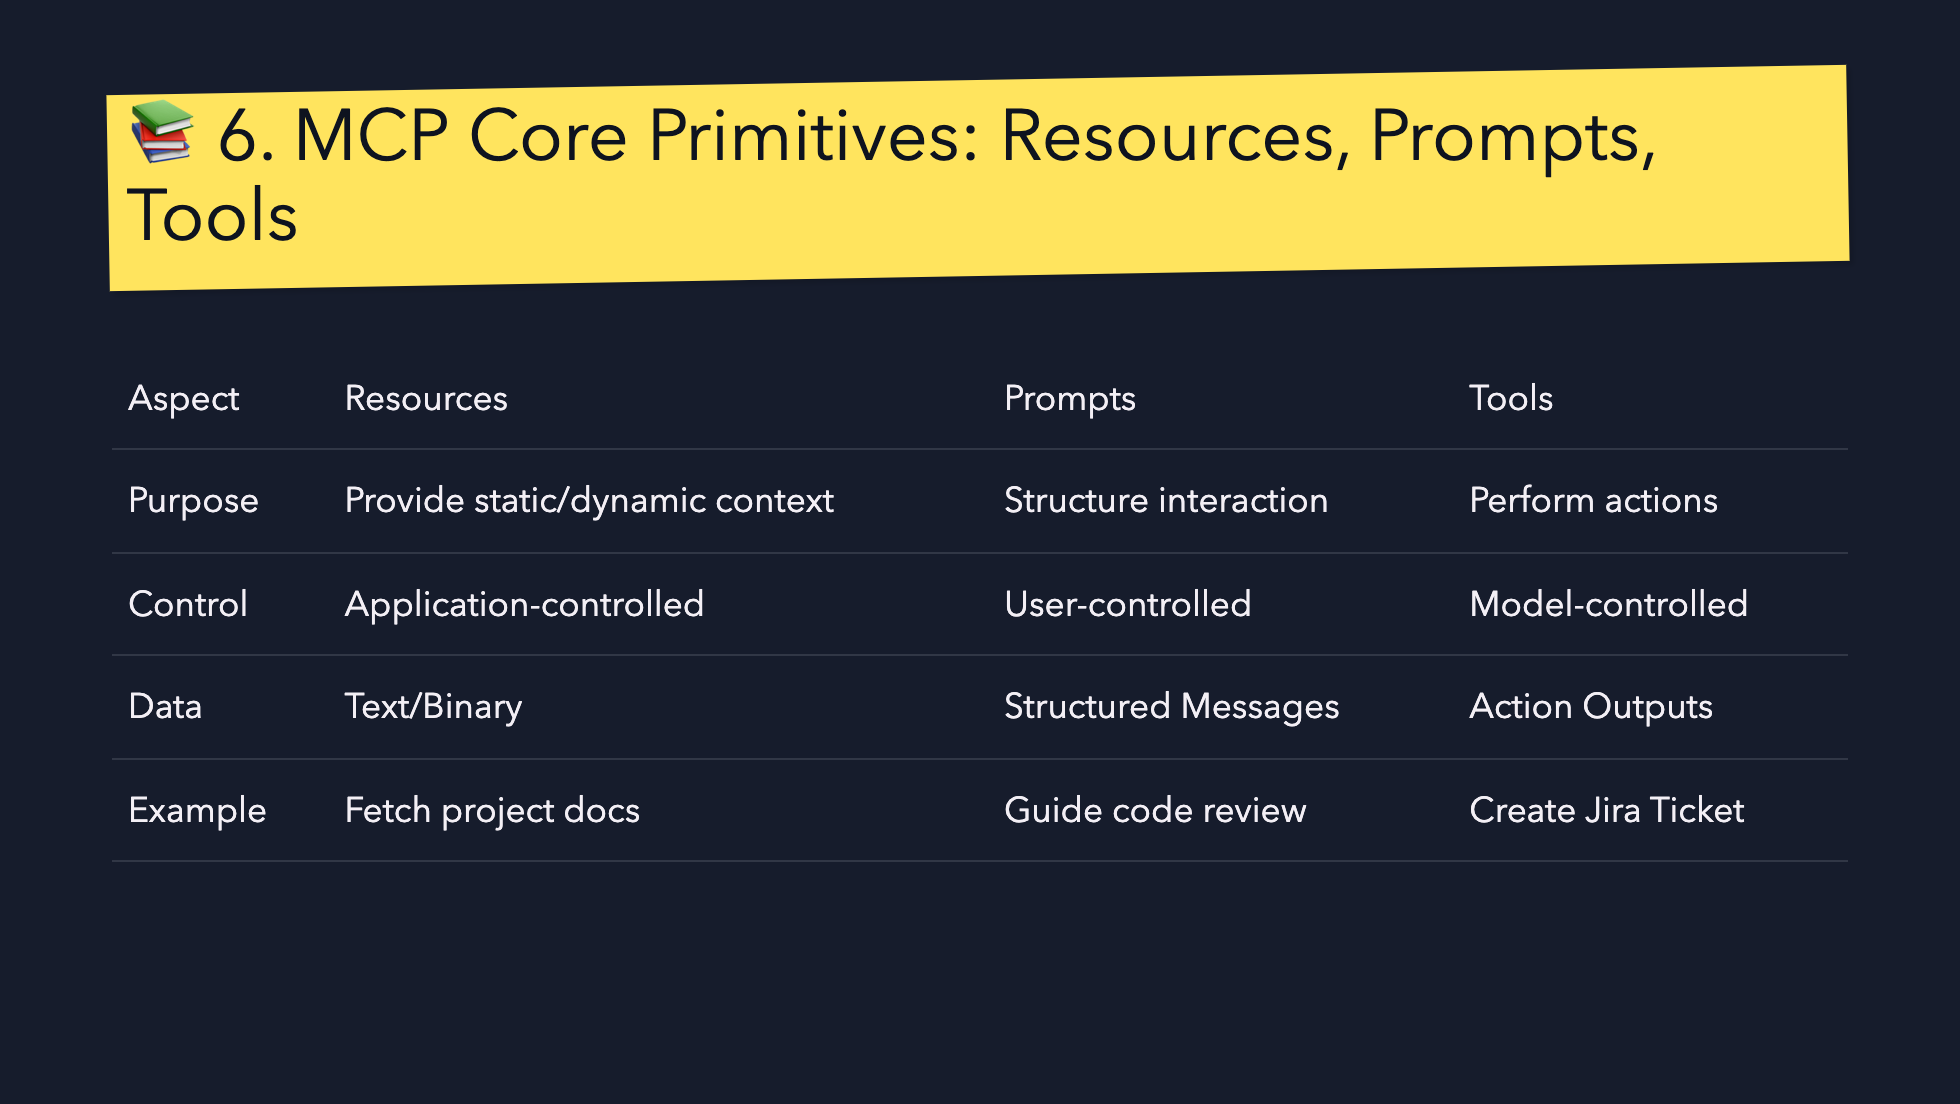 📚 6. MCP Core Primitives: Resources, Prompts,
Tools
Aspect Resources Prompts Tools
Purpose Provide static/dynamic context Structure interaction Perform actions
Control Application-controlled User-controlled Model-controlled
Data Text/Binary Structured Messages Action Outputs
Example Fetch project docs Guide code review Create Jira Ticket